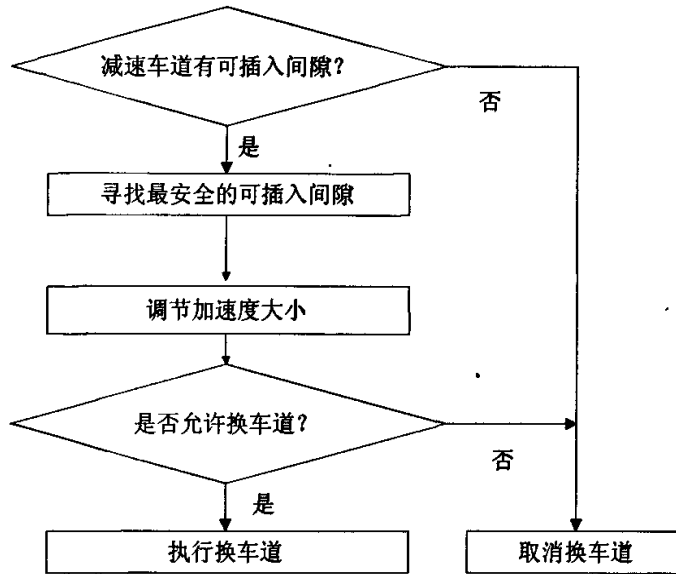 减速车道有可插入间隙？
否
是
寻找最安全的可插入间隙
调节加速度大小
是否允许换车道？
否
是
执行换车道
取消换车道